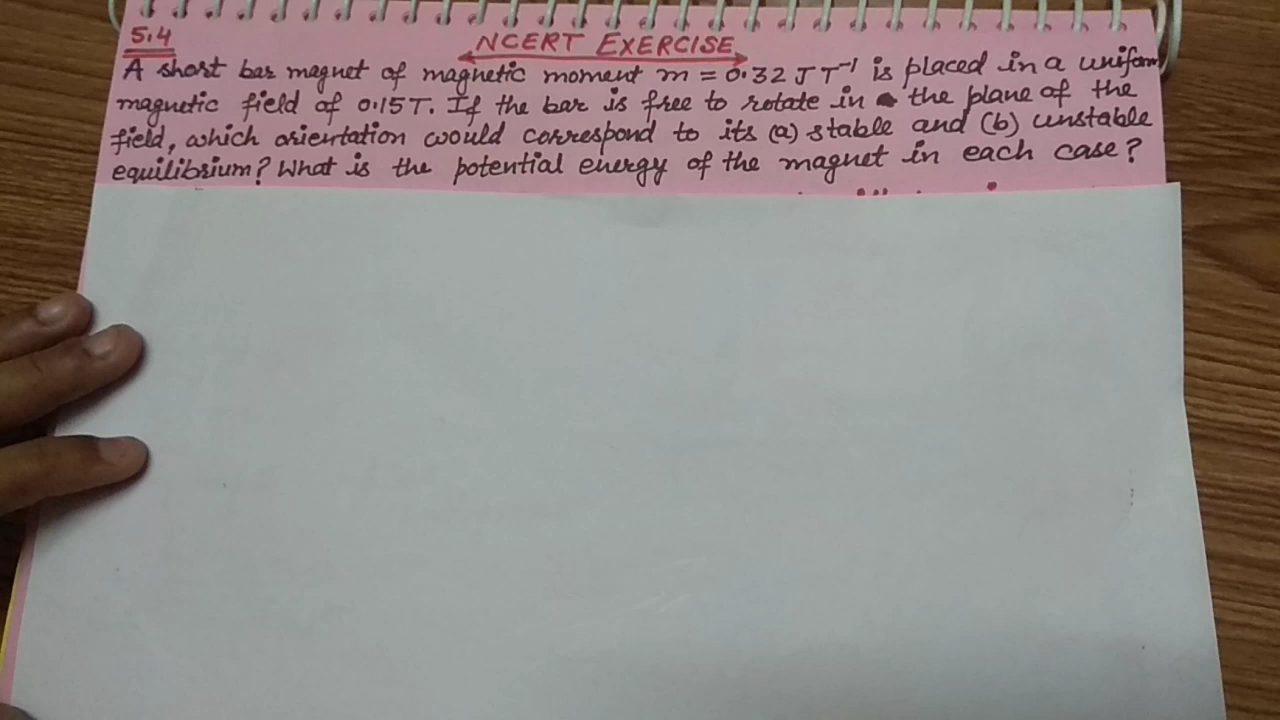 5.4
NCERT EXERCISE
A short bar magnet of magnetic moment m = 0.32 J T⁻¹ is placed in a uniform
magnetic field of 0.15T. If the bar is free to rotate in the plane of the
field, which orientation would correspond to its (a) stable and (b) unstable
equilibrium? What is the potential energy of the magnet in each case?